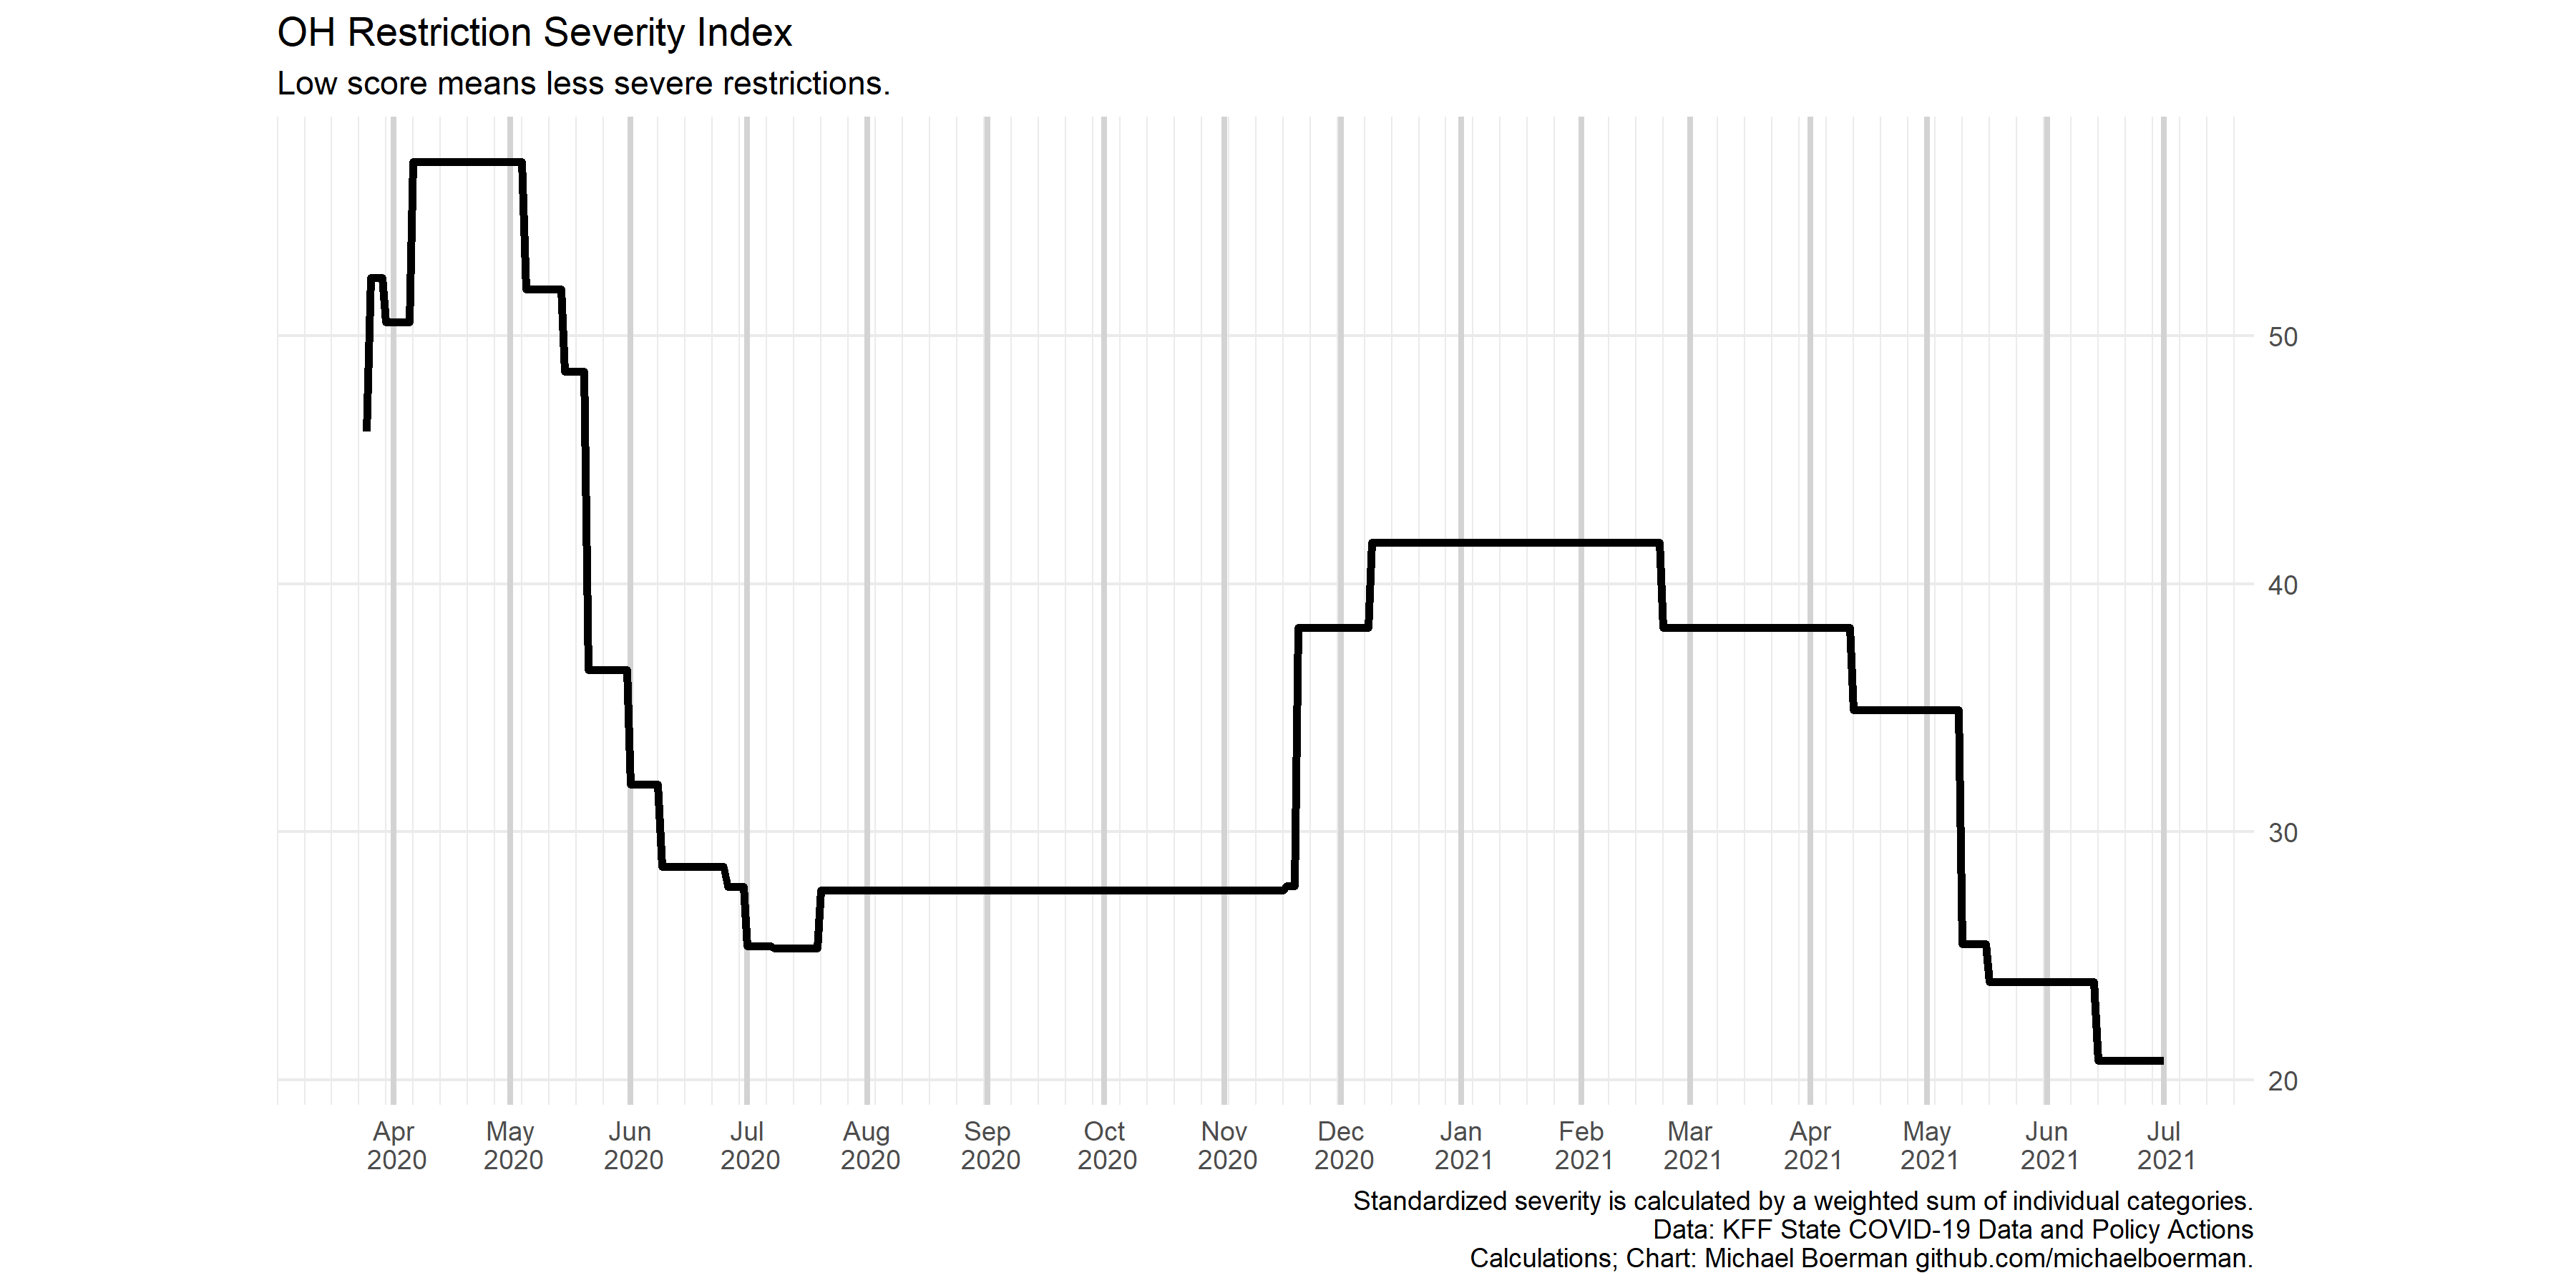 OH Restriction Severity Index
Low score means less severe restrictions.
50
40
30
20
Apr 2020
May 2020
Jun 2020
Jul 2020
Aug 2020
Sep 2020
Oct 2020
Nov 2020
Dec 2020
Jan 2021
Feb 2021
Mar 2021
Apr 2021
May 2021
Jun 2021
Jul 2021
Standardized severity is calculated by a weighted sum of individual categories.
Data: KFF State COVID-19 Data and Policy Actions
Calculations; Chart: Michael Boerman github.com/michaelboerman.